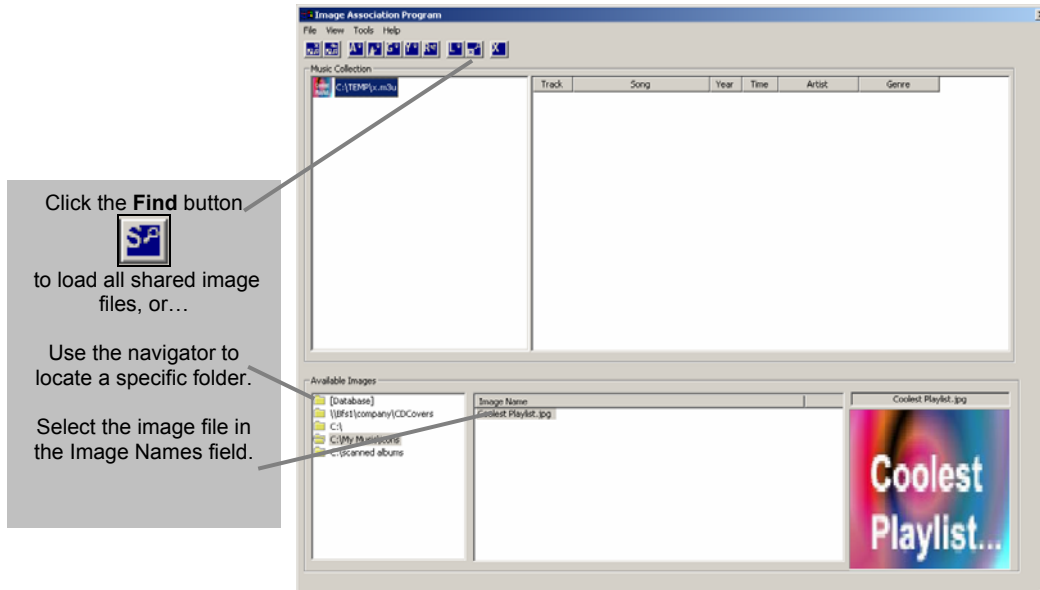 Image Association Program
File View Tools Help
Music Collection
C:\TEMP\x.m3u
Track Song Year Time Artist Genre
Click the Find button
S
to load all shared image
files, or…
Use the navigator to
locate a specific folder.
Select the image file in
the Image Names field.
Available Images
[Database]
\\Bfs1\company\CDCovers
C:\
C:\My Music\icons
C:\scanned albums
Image Name
Coolest Playlist.jpg
Coolest Playlist.jpg
Coolest
Playlist...